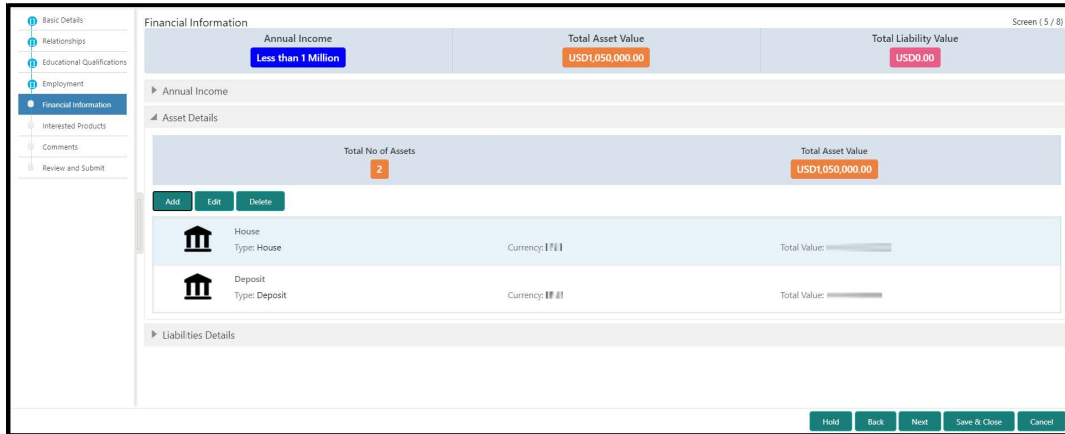 Basic Details
Relationships
Educational Qualifications
Employment
Financial Information
Interested Products
Comments
Review and Submit
Financial Information
Screen ( 5 / 8)
Annual Income
Total Asset Value
Total Liability Value
Less than 1 Million
USD1,050,000.00
USD0.00
Annual Income
Asset Details
Total No of Assets
Total Asset Value
2
USD1,050,000.00
Add Edit Delete
House
Type: House Currency: Total Value:
Deposit
Type: Deposit Currency: Total Value:
Liabilities Details
Hold Back Next Save & Close Cancel